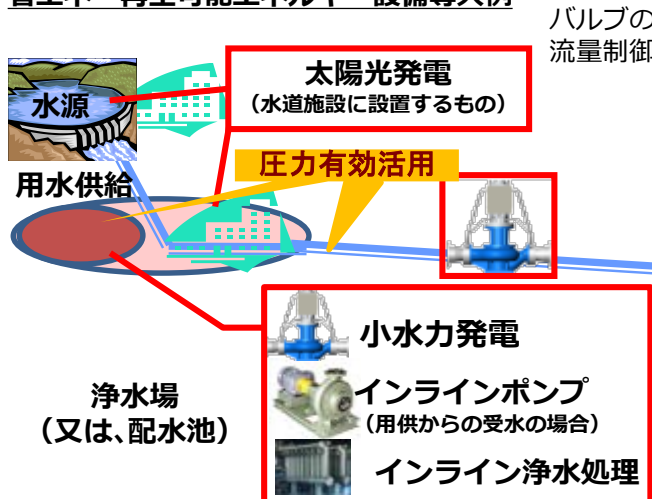 省エネ・再生可能エネルギー設備導入例
バルブの
流量制御
太陽光発電
（水道施設に設置するもの）
水源
圧力有効活用
用水供給
小水力発電
インラインポンプ
（用供からの受水の場合）
インライン浄水処理
浄水場
（又は、配水池）